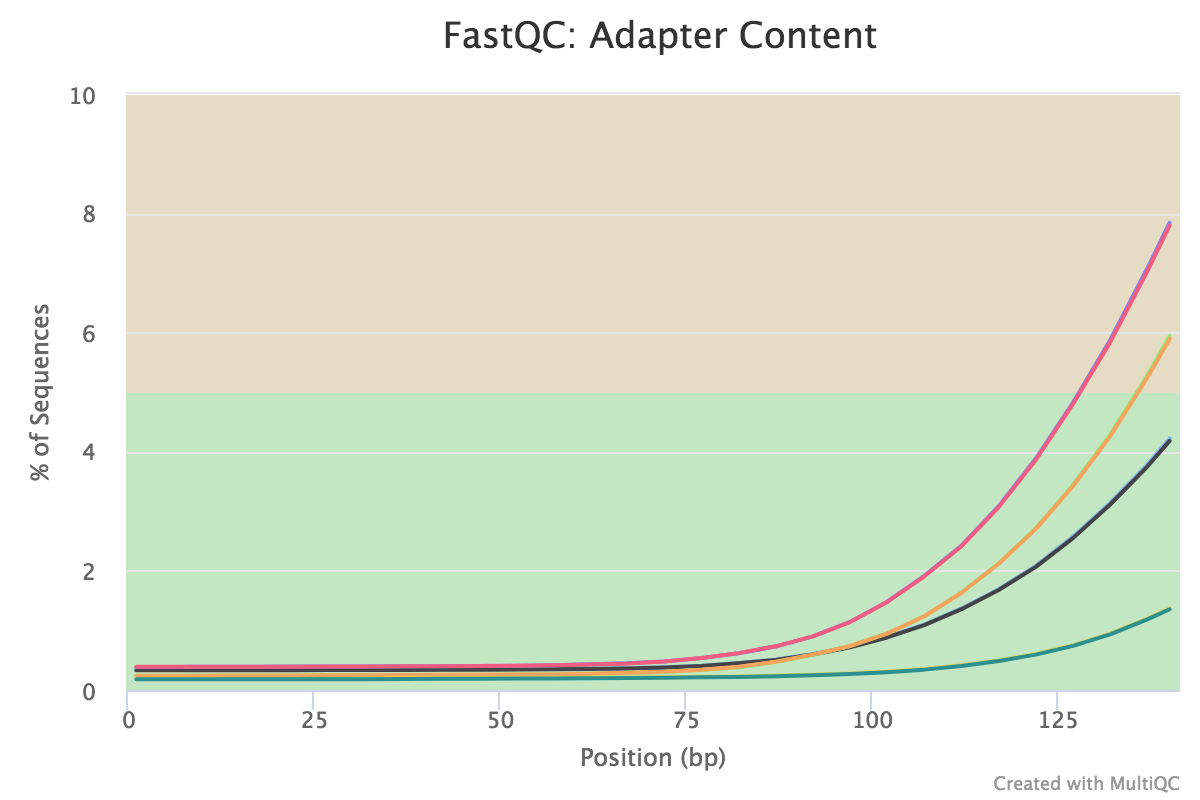 FastQC: Adapter Content
10
8
6
4
2
0
% of Sequences
0 25 50 75 100 125
Position (bp)
Created with MultiQC